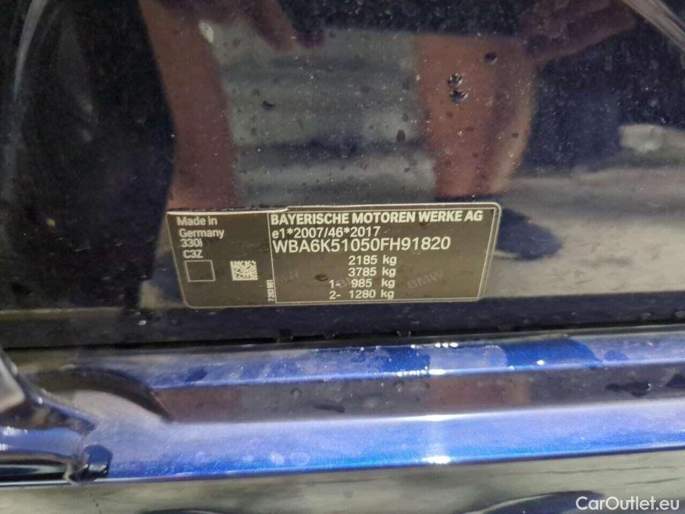 Made in
Germany
330i
C3Z
BAYERISCHE MOTOREN WERKE AG
e1*2007/46*2017
WBA6K51050FH91820
2185 kg
3785 kg
1- 985 kg
2- 1280 kg
BMW
CarOutlet.eu